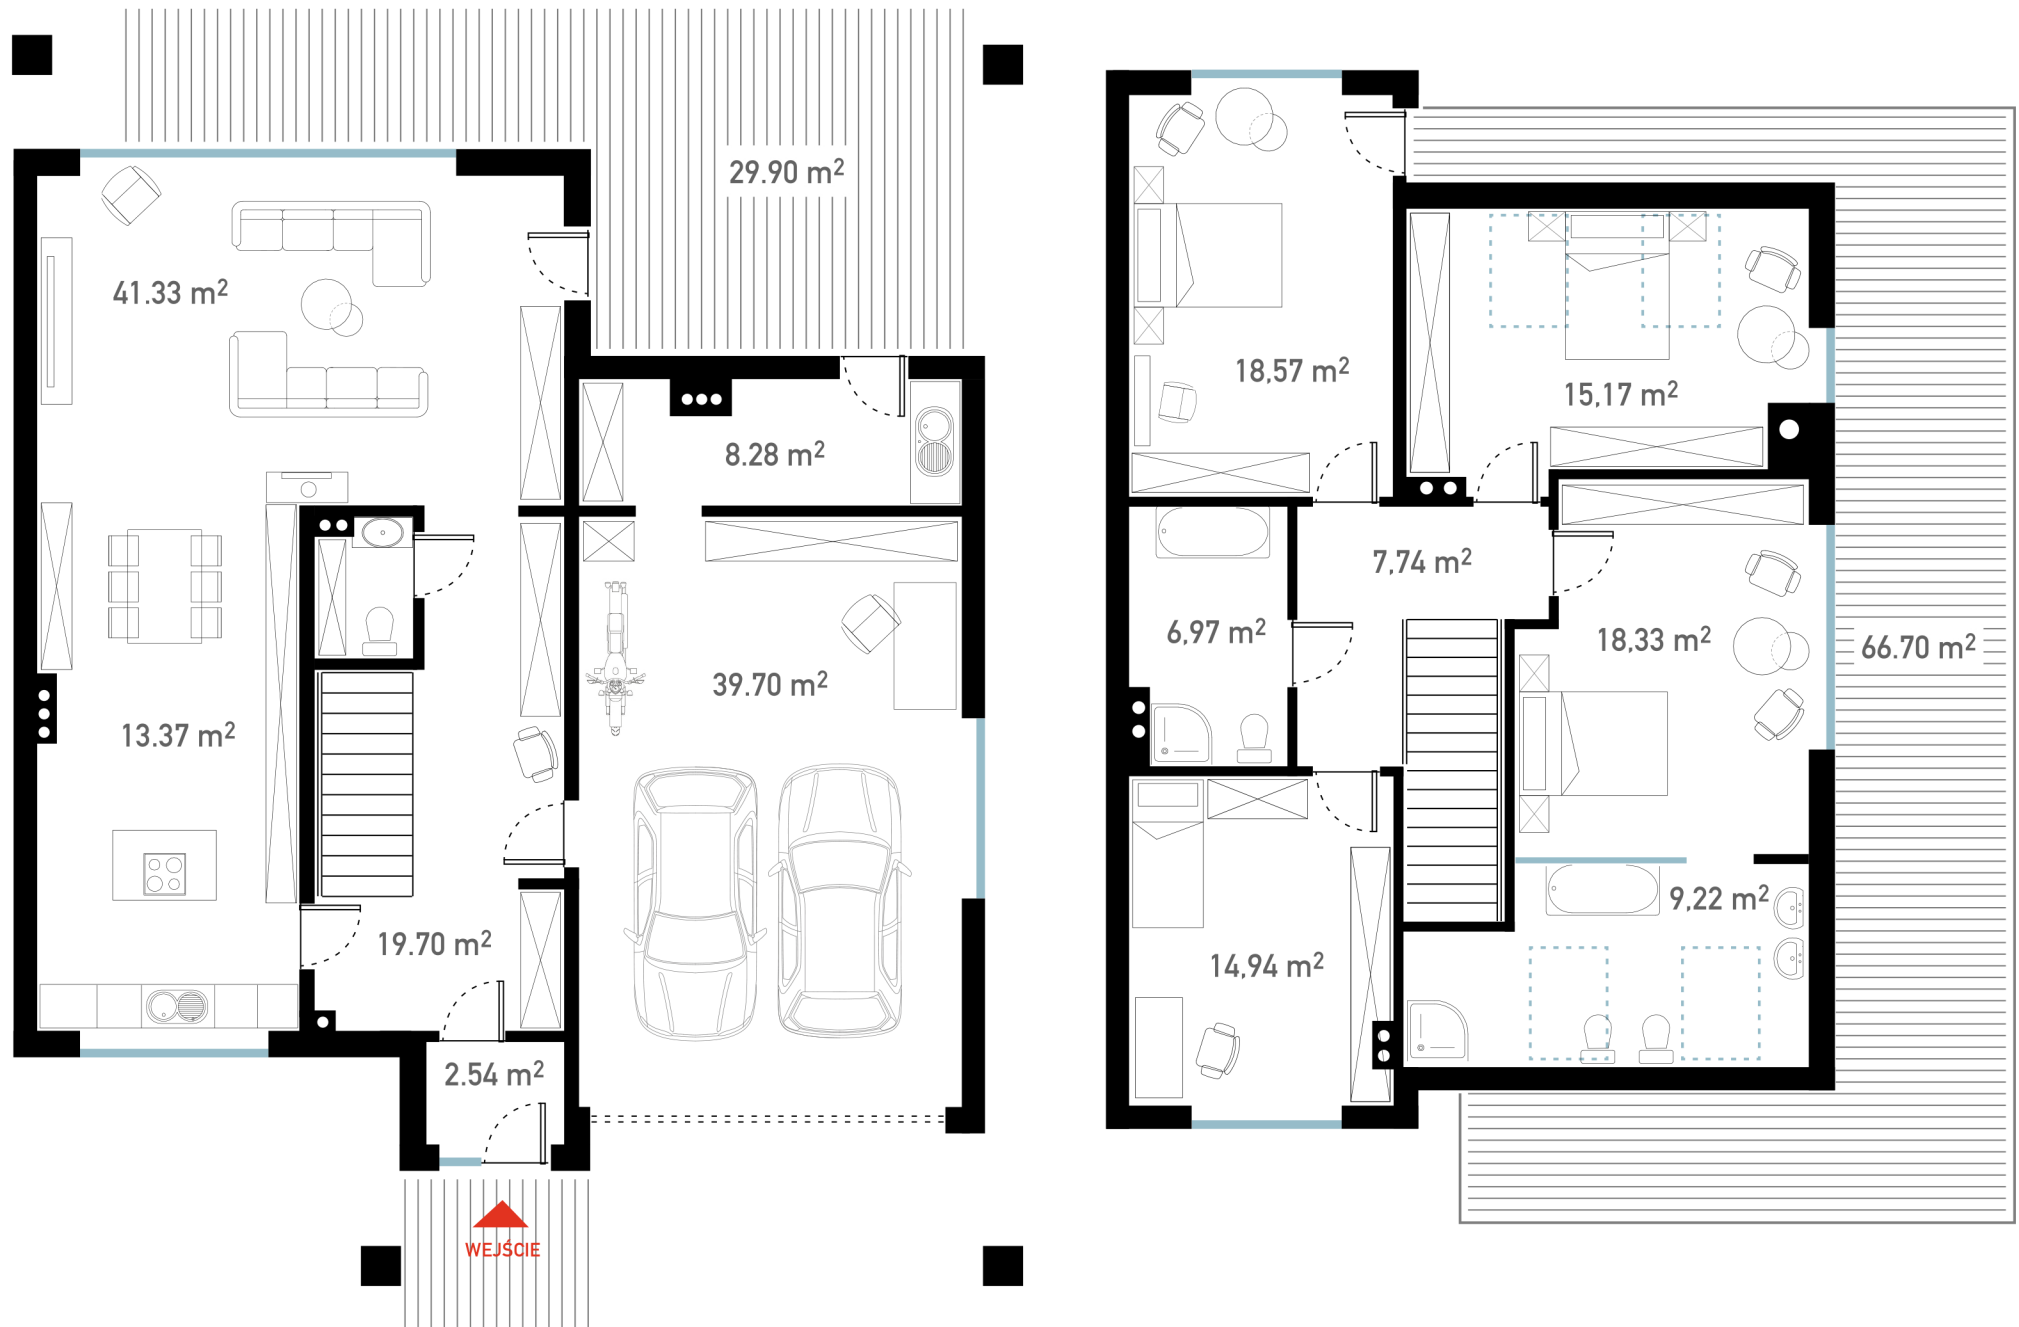 29.90 m²
41.33 m²
8.28 m²
39.70 m²
13.37 m²
19.70 m²
2.54 m²
WEJŚCIE
18,57 m²
15,17 m²
7,74 m²
6,97 m²
18,33 m²
66.70 m²
9,22 m²
14,94 m²